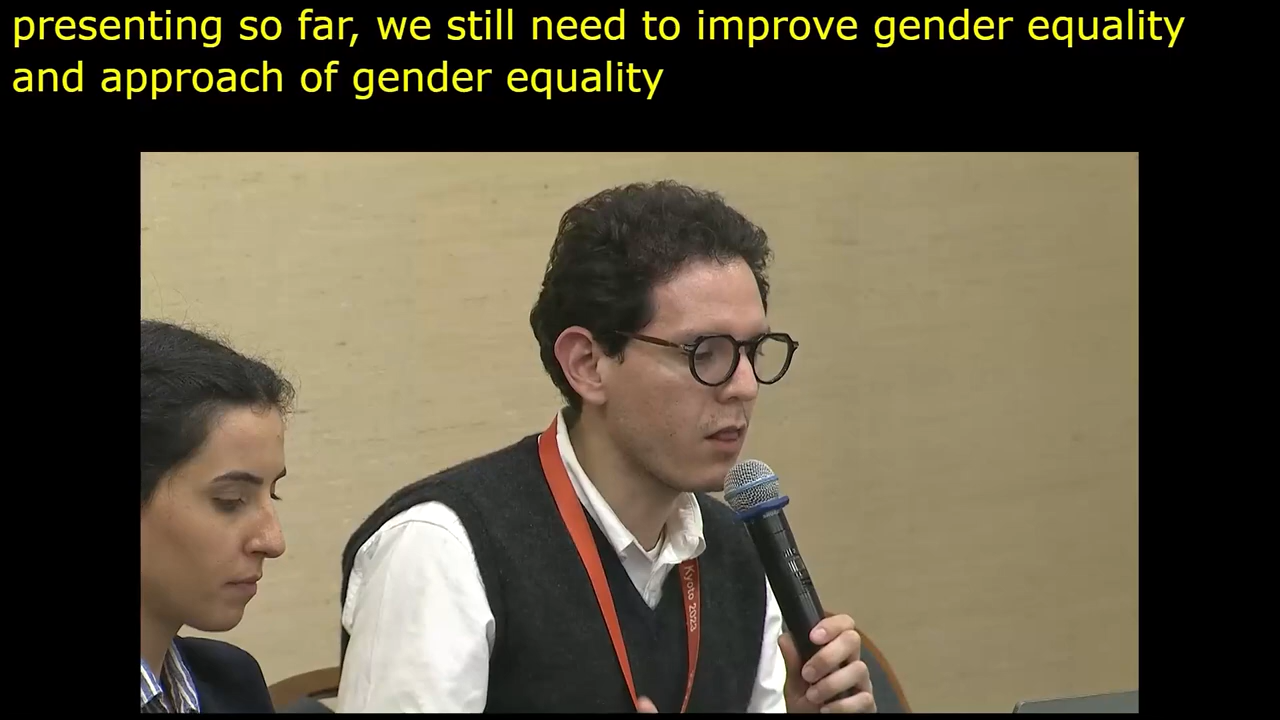 presenting so far, we still need to improve gender equality
and approach of gender equality
Kyoto 2023